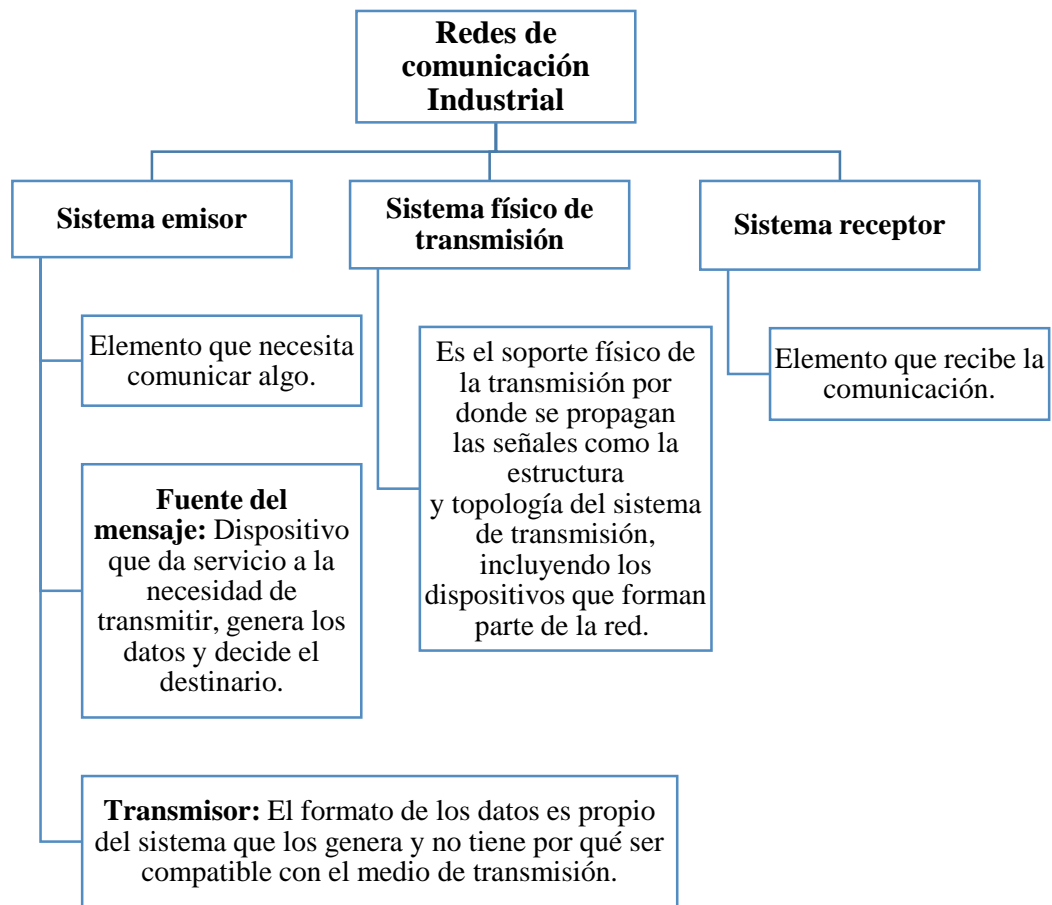 Redes de
comunicación
Industrial
Sistema emisor
Sistema físico de
transmisión
Sistema receptor
Elemento que necesita
comunicar algo.
Fuente del
mensaje: Dispositivo
que da servicio a la
necesidad de
transmitir, genera los
datos y decide el
destinario.
Transmisor: El formato de los datos es propio
del sistema que los genera y no tiene por qué ser
compatible con el medio de transmisión.
Es el soporte físico de
la transmisión por
donde se propagan
las señales como la
estructura
y topología del sistema
de transmisión,
incluyendo los
dispositivos que forman
parte de la red.
Elemento que recibe la
comunicación.